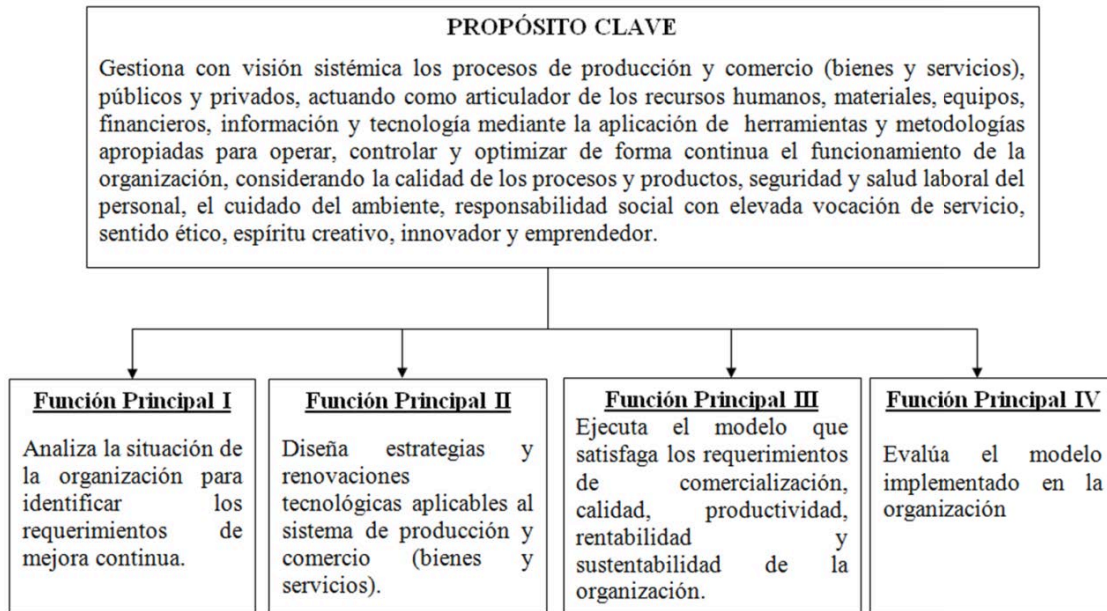 PROPÓSITO CLAVE
Gestiona con visión sistémica los procesos de producción y comercio (bienes y servicios),
públicos y privados, actuando como articulador de los recursos humanos, materiales, equipos,
financieros, información y tecnología mediante la aplicación de herramientas y metodologías
apropiadas para operar, controlar y optimizar de forma continua el funcionamiento de la
organización, considerando la calidad de los procesos y productos, seguridad y salud laboral del
personal, el cuidado del ambiente, responsabilidad social con elevada vocación de servicio,
sentido ético, espíritu creativo, innovador y emprendedor.
Función Principal I
Analiza la situación de
la organización para
identificar los
requerimientos de
mejora continua.
Función Principal II
Diseña estrategias y
renovaciones
tecnológicas aplicables al
sistema de producción y
comercio (bienes y
servicios).
Función Principal III
Ejecuta el modelo que
satisfaga los requerimientos
de comercialización,
calidad, productividad,
rentabilidad y
sustentabilidad de la
organización.
Función Principal IV
Evalúa el modelo
implementado en la
organización